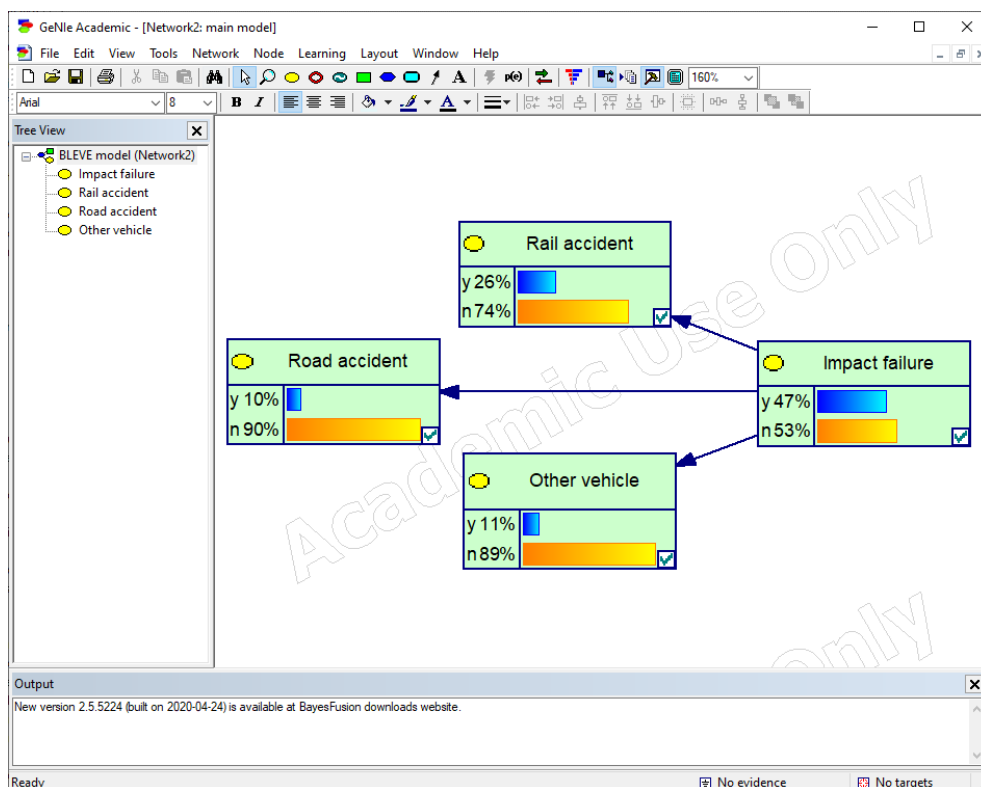 GeNIe Academic - [Network2: main model]
File Edit View Tools Network Node Learning Layout Window Help
A p(e) 160%
Arial 8 B I A
Tree View
BLEVE model (Network2)
Impact failure
Rail accident
Road accident
Other vehicle
Rail accident
y 26%
n 74%
Road accident
y 10%
n 90%
Impact failure
y 47%
n 53%
Other vehicle
y 11%
n 89%
Academic Use Only
only
Output
New version 2.5.5224 (built on 2020-04-24) is available at BayesFusion downloads website.
Ready No evidence No targets